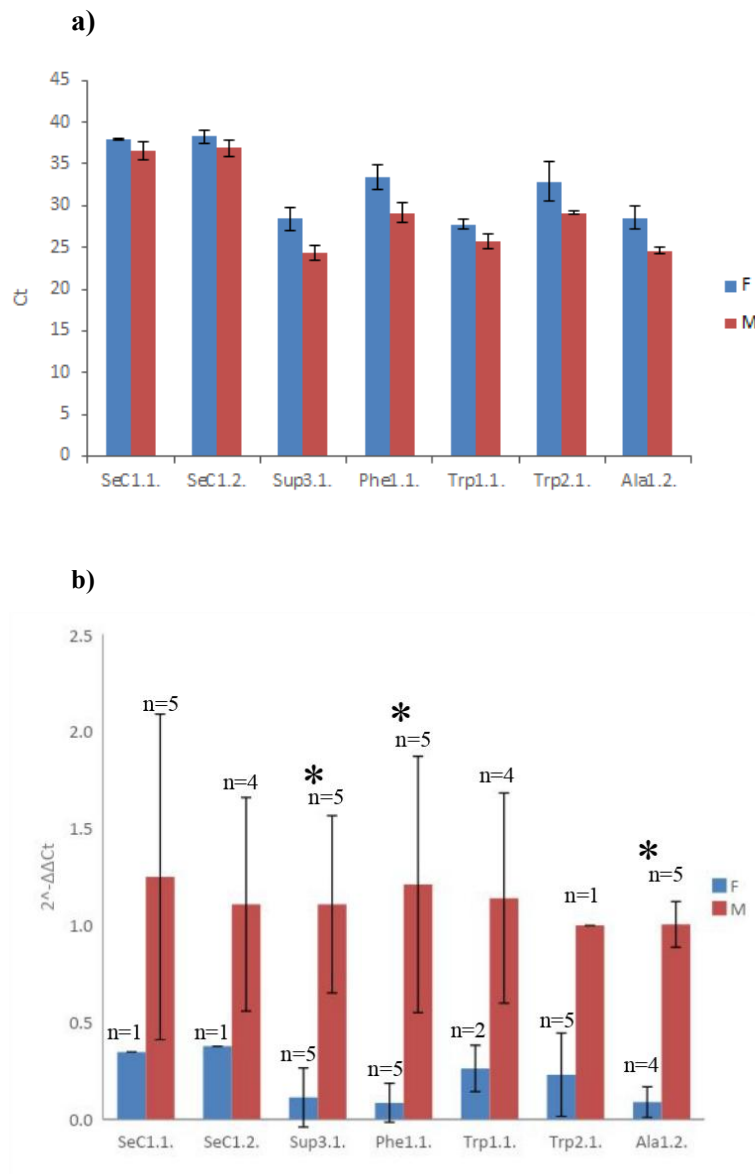 a)
45
40
35
30
25
20
15
10
5
0
Ct
SeC1.1. SeC1.2. Sup3.1. Phe1.1. Trp1.1. Trp2.1. Ala1.2.
F
M
b)
2.5
2.0
1.5
1.0
0.5
0.0
2^-ΔΔCt
n=5
*
n=5
n=4
*
n=5
n=4
*
n=5
n=1
n=1
n=1
n=5
n=5
n=2
n=5
n=4
SeC1.1. SeC1.2. Sup3.1. Phe1.1. Trp1.1. Trp2.1. Ala1.2.
F
M